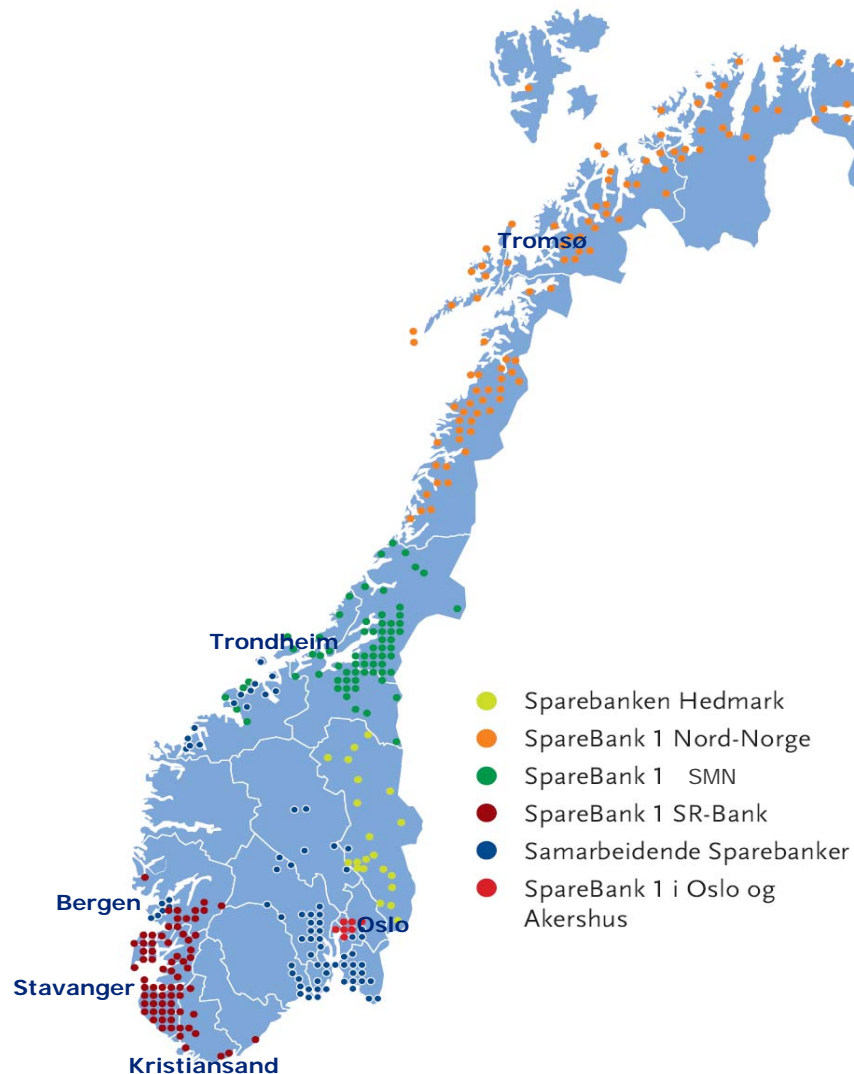 Tromsø
Trondheim
Sparebanken Hedmark
SpareBank 1 Nord-Norge
SpareBank 1 SMN
SpareBank 1 SR-Bank
Samarbeidende Sparebanker
SpareBank 1 i Oslo og
Akershus
Bergen
Oslo
Stavanger
Kristiansand